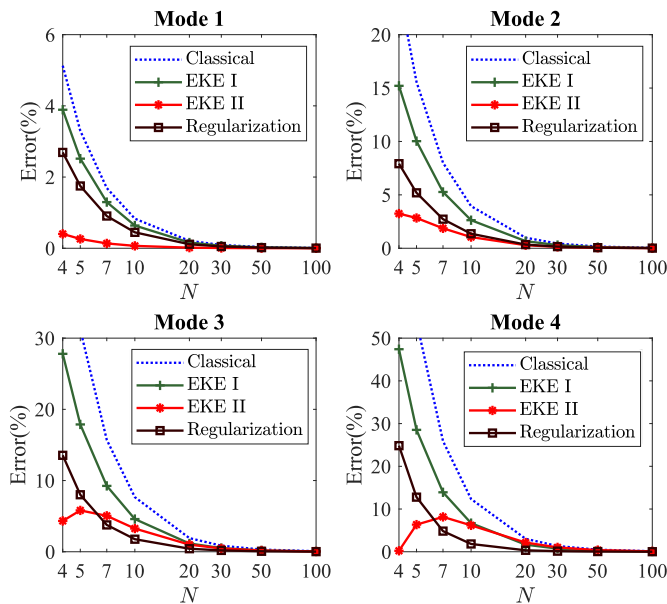 Mode 1
Error(%)
6
4
2
0
Classical
EKE I
EKE II
Regularization
4 5 7 10 20 30 50 100
N
Mode 2
Error(%)
20
15
10
5
0
Classical
EKE I
EKE II
Regularization
4 5 7 10 20 30 50 100
N
Mode 3
Error(%)
30
20
10
0
Classical
EKE I
EKE II
Regularization
4 5 7 10 20 30 50 100
N
Mode 4
Error(%)
50
40
30
20
10
0
Classical
EKE I
EKE II
Regularization
4 5 7 10 20 30 50 100
N